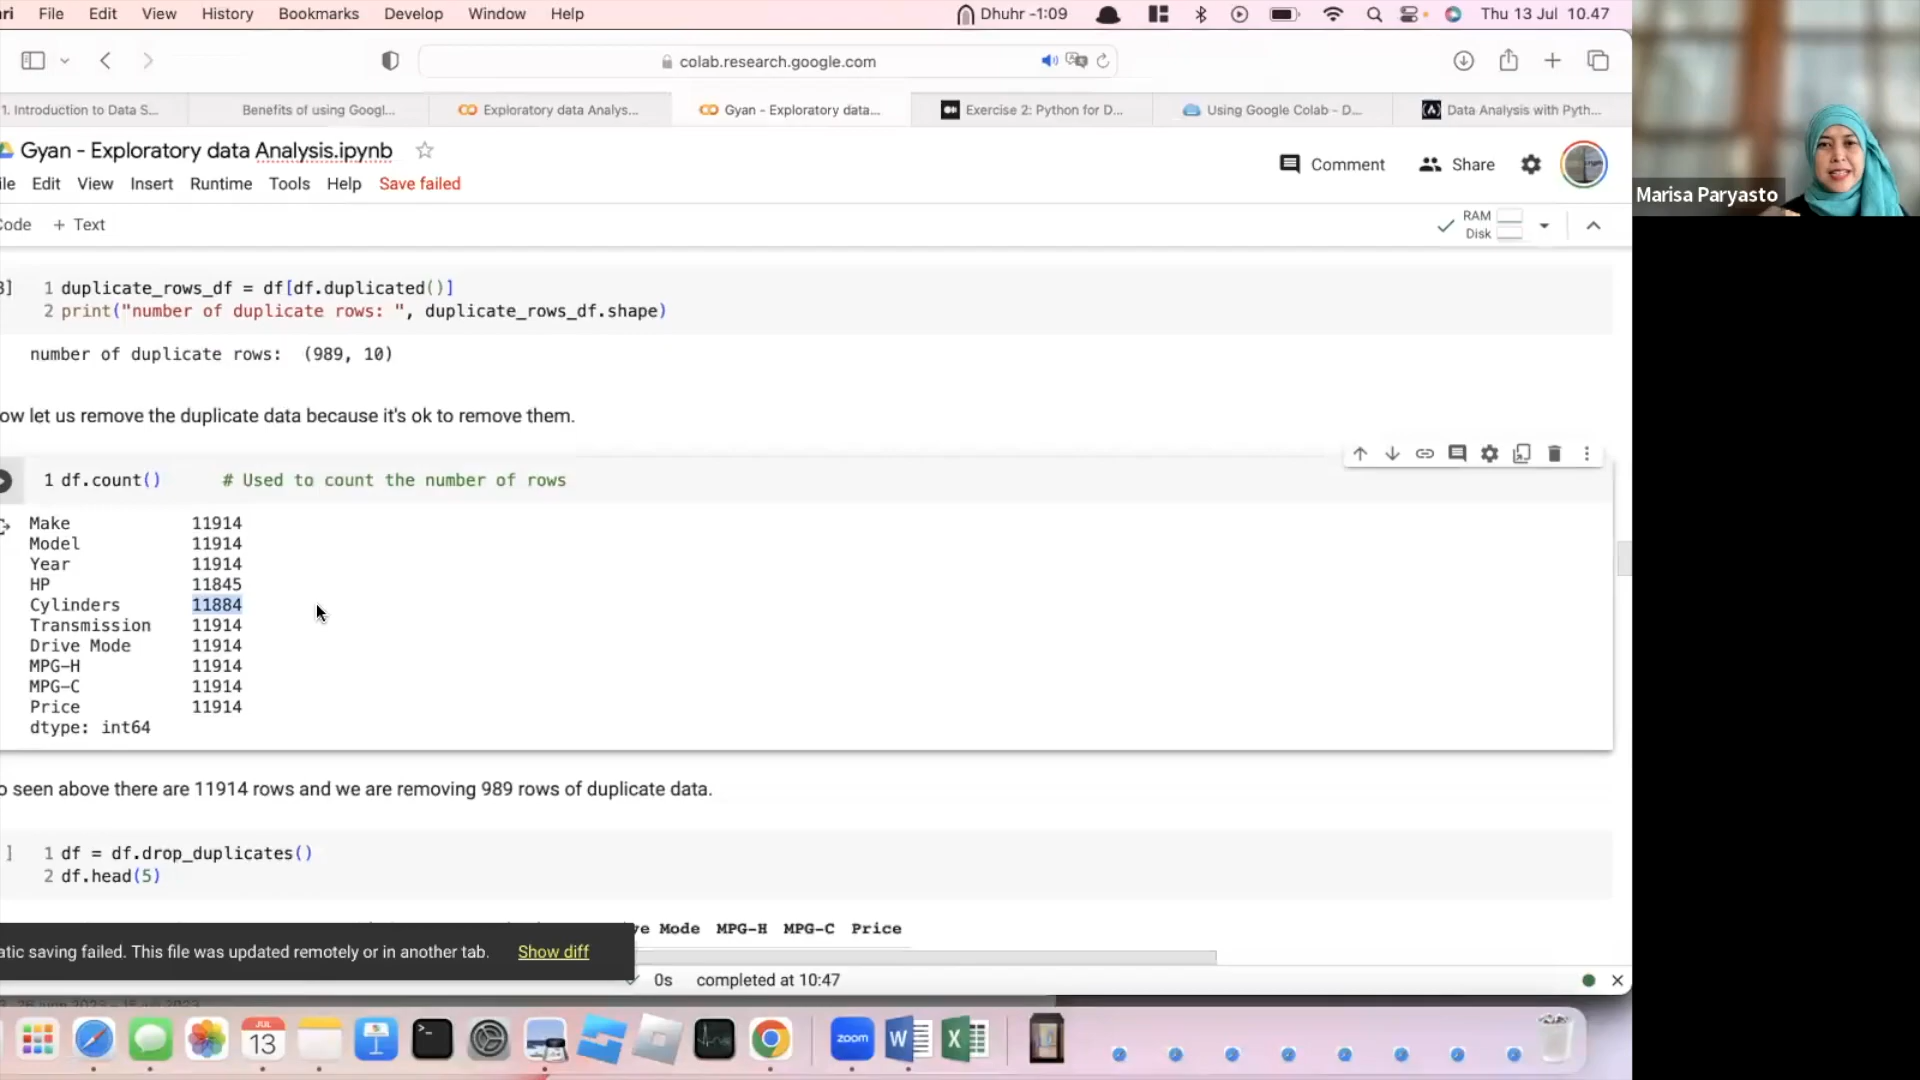 ri File Edit View History Bookmarks Develop Window Help Dhuhr -1:09 Thu 13 Jul 10.47
colab.research.google.com
1. Introduction to Data S... Benefits of using Googl... Exploratory data Analys... Gyan - Exploratory data... Exercise 2: Python for D... Using Google Colab - D... Data Analysis with Pyth...
Gyan - Exploratory data Analysis.ipynb
Comment Share
ile Edit View Insert Runtime Tools Help Save failed
Code + Text
RAM
Disk
3] 1 duplicate_rows_df = df[df.duplicated()]
2 print("number of duplicate rows: ", duplicate_rows_df.shape)
number of duplicate rows: (989, 10)
ow let us remove the duplicate data because it's ok to remove them.
1 df.count() # Used to count the number of rows
Make 11914
Model 11914
Year 11914
HP 11845
Cylinders 11884
Transmission 11914
Drive Mode 11914
MPG-H 11914
MPG-C 11914
Price 11914
dtype: int64
o seen above there are 11914 rows and we are removing 989 rows of duplicate data.
] 1 df = df.drop_duplicates()
2 df.head(5)
ve Mode MPG-H MPG-C Price
atic saving failed. This file was updated remotely or in another tab. Show diff
0s completed at 10:47
JUL
13
zoom
W
X
Marisa Paryasto